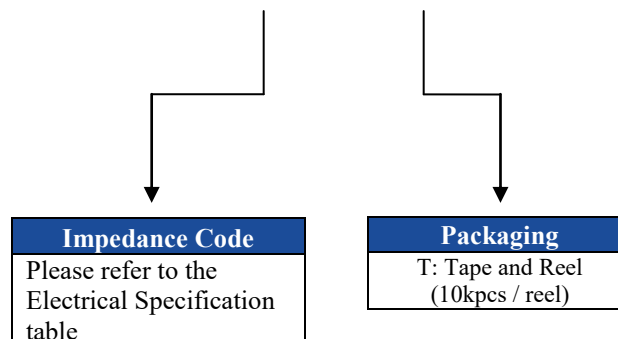 Impedance Code
Please refer to the
Electrical Specification
table
Packaging
T: Tape and Reel
(10kpcs / reel)